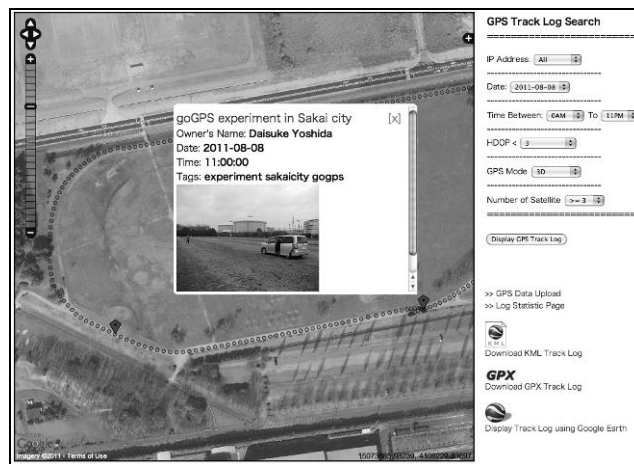 goGPS experiment in Sakai city
[x]
Owner's Name: Daisuke Yoshida
Date: 2011-08-08
Time: 11:00:00
Tags: experiment sakaicity gogps
Google
Imagery ©2011 - Terms of Use
GPS Track Log Search
IP Address: All
Date: 2011-08-08
Time Between: 0AM To 11PM
HDOP < 3
GPS Mode 3D
Number of Satellite >= 3
Display GPS Track Log
>> GPS Data Upload
>> Log Statistic Page
KML
Download KML Track Log
GPX
Download GPX Track Log
Display Track Log using Google Earth